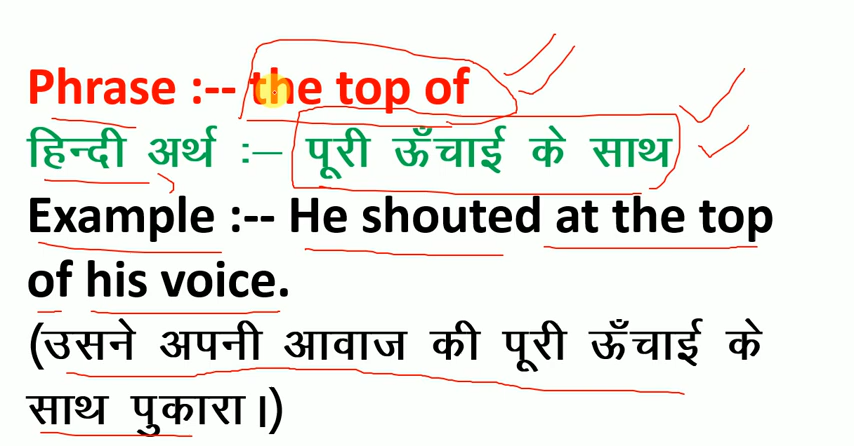 Phrase :-- the top of
हिन्दी अर्थ :– पूरी ऊँचाई के साथ
Example :-- He shouted at the top
of his voice.
(उसने अपनी आवाज की पूरी ऊँचाई के
साथ पुकारा।)